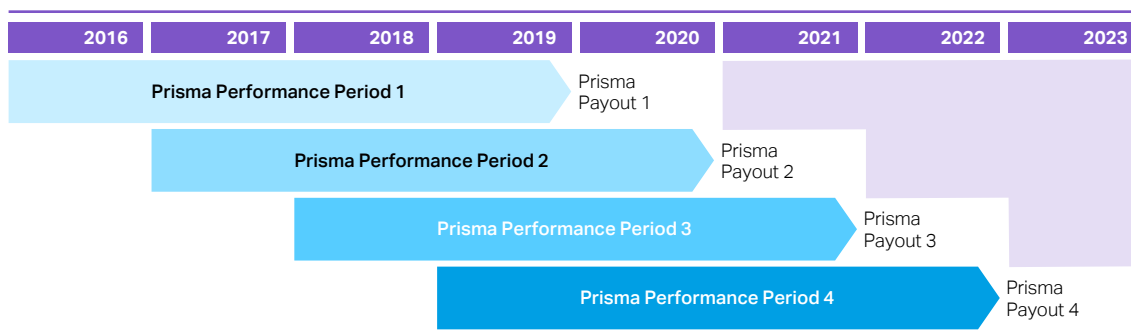 2016 2017 2018 2019 2020 2021 2022 2023
Prisma Performance Period 1
Prisma
Payout 1
Prisma Performance Period 2
Prisma
Payout 2
Prisma Performance Period 3
Prisma
Payout 3
Prisma Performance Period 4
Prisma
Payout 4